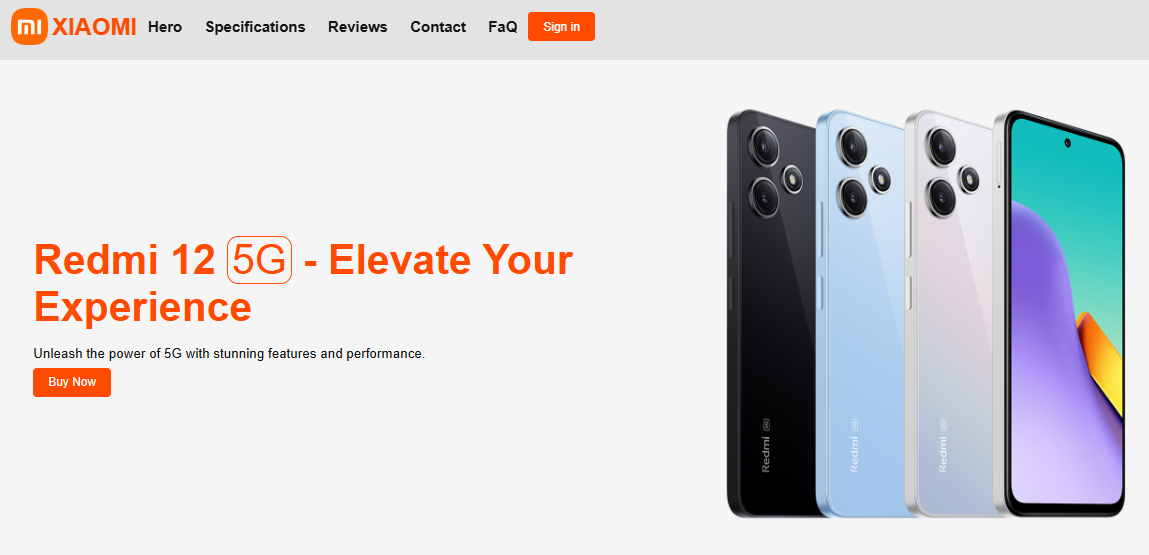 mi XIAOMI Hero Specifications Reviews Contact FaQ Sign in
Redmi 12 5G - Elevate Your
Experience
Unleash the power of 5G with stunning features and performance.
Buy Now
Redmi 5G
Redmi 5G
Redmi 5G